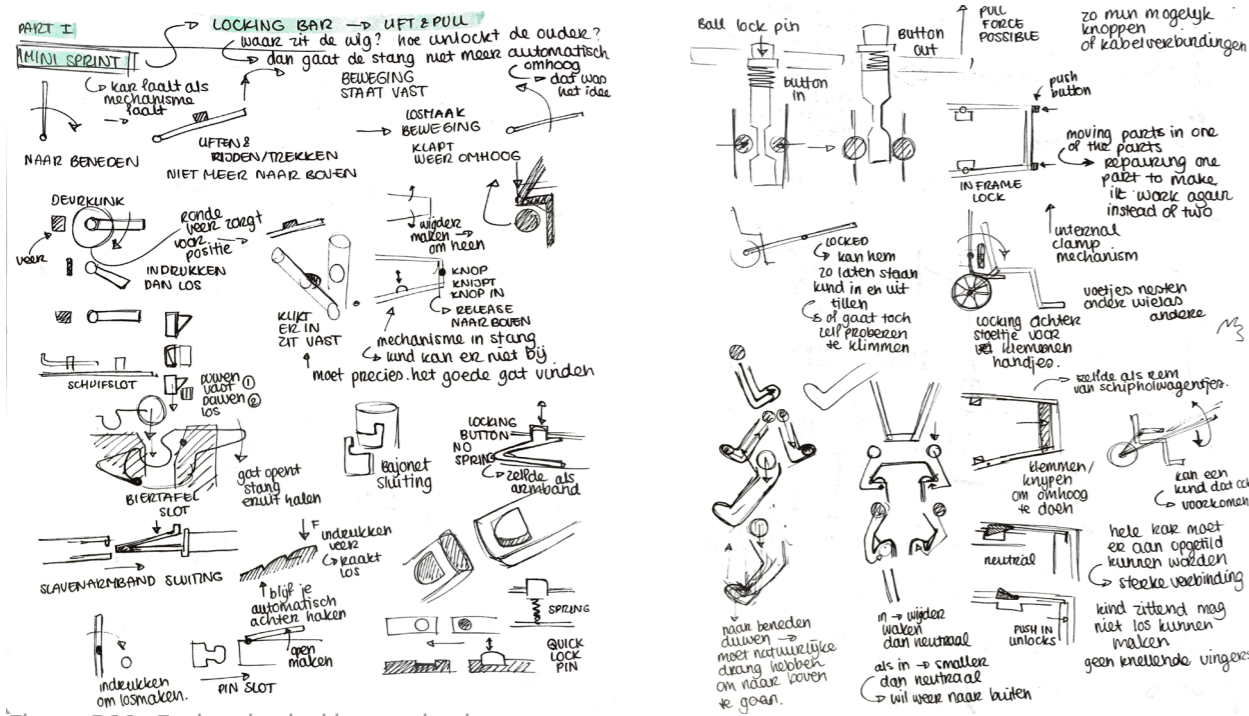 PART I
LOCKING BAR → LIFT & PULL
waar zit de wig? hoe unlockt de ouder?
MINI SPRINT
dan gaat de stang niet meer automatisch
omhoog
dat was
het idee
kar faalt als
mechanisme
faalt
BEWEGING
STAAT VAST
LOSMAAK
BEWEGING
KLAPT
WEER OMHOOG
NAAR BENEDEN
LIFTEN &
RIJDEN/TREKKEN
NIET MEER NAAR BOVEN
DEURKLINK
veer
ronde
veer zorgt
voor
positie
INDRUKKEN
DAN LOS
wijder
maken
om heen
KLIKT
ER IN
ZIT VAST
KNOP
KNIJPT
KNOP IN
RELEASE
NAAR BOVEN
mechanisme in stang
kind kan er niet bij
moet precies het goede gat vinden
SCHUIFSLOT
DUWEN
VAST ①
DUWEN
LOS ②
BIERTAFEL
SLOT
gat opent
stang
eruit halen
Bajonet
sluiting
LOCKING
BUTTON
NO
SPRING
zelfde als
armband
SLAVENARMBAND SLUITING
F
indrukken
veer
raakt
los
blijf je
automatisch
achter haken
SPRING
QUICK
LOCK
PIN
indrukken
om losmaken.
PIN SLOT
open
maken
Ball lock pin
button
in
Button
out
PULL
FORCE
POSSIBLE
zo min mogelijk
knoppen
of kabelverbindingen
push
button
IN FRAME
LOCK
moving parts in one
of the parts
repairing one
part to make
it work again
instead of two
internal
clamp
mechanism
LOCKED
kan hem
zo laten staan
kind in en uit
tillen
of gaat toch
zelf proberen
te klimmen
locking achter
stoeltje voor
klemmenen
handjes.
voetjes nesten
onder wielas
andere
zelfde als rem
van schipholwagentjes.
klemmen/
knijpen
om omhoog
te doen
kan een
kind dat
voorkomen
neutral
hele kar moet
er aan opgetild
kunnen worden
sterke verbinding
PUSH IN
UNLOCKS
kind zittend mag
niet los kunnen
maken
geen knellende vingers
naar beneden
duwen →
moet natuurlijke
drang hebben
om naar boven
te gaan.
in → wijder
maken
dan neutraal
als in → smaller
dan neutraal
wil weer naar buiten